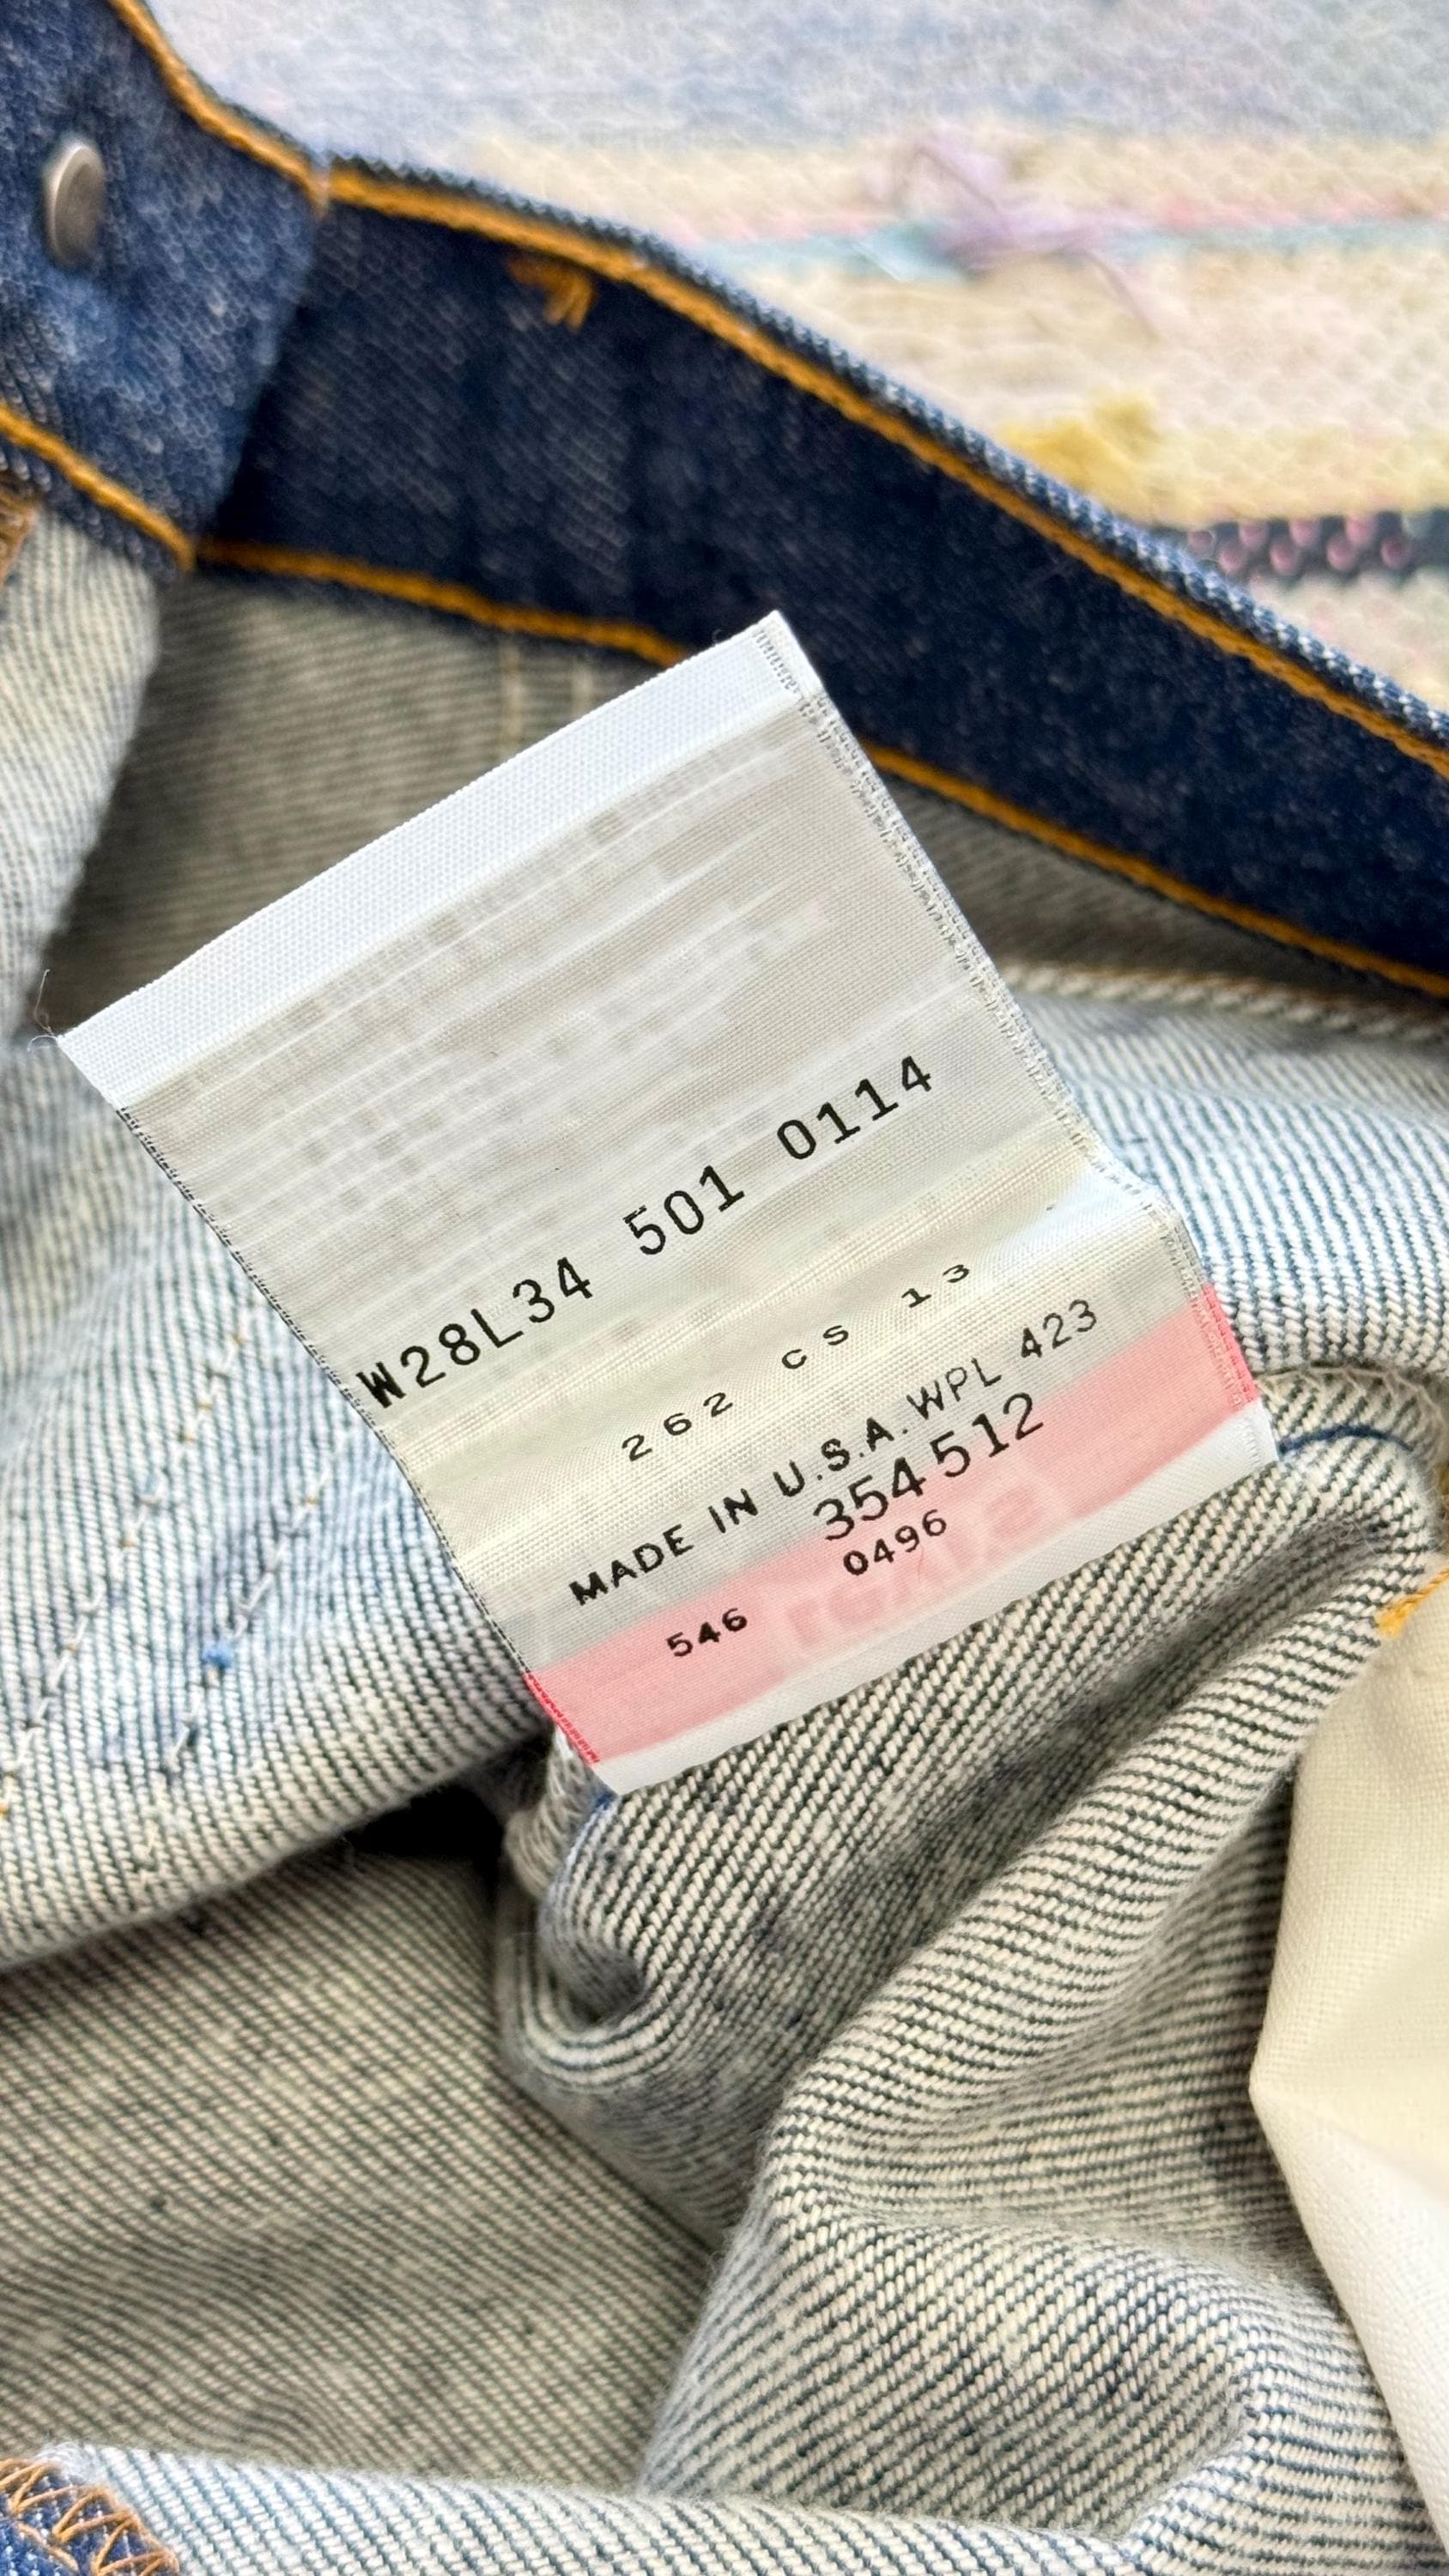 W28L34 501 0114
262 CS 13
MADE IN U.S.A. WPL 423
354512
546 0496